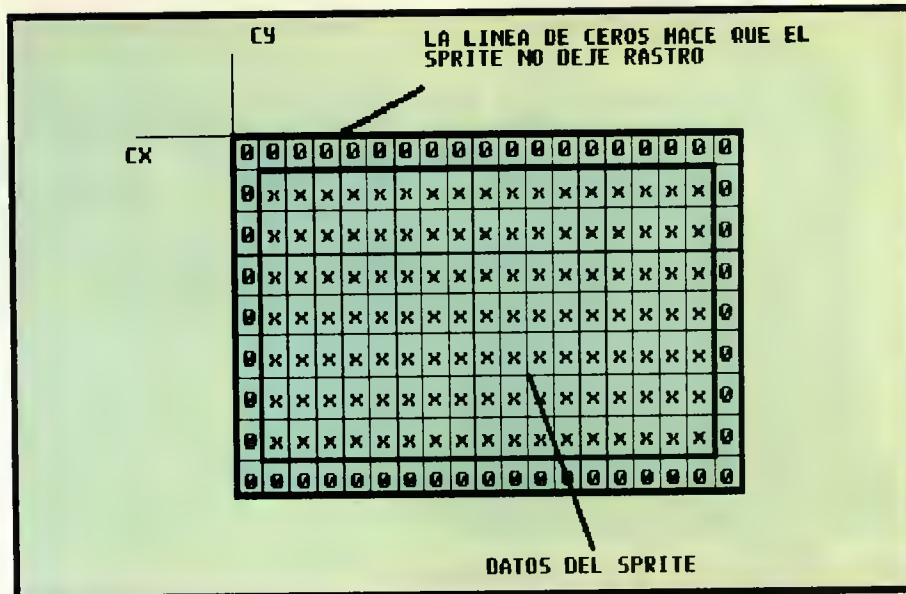 CY
LA LINEA DE CEROS HACE QUE EL
SPRITE NO DEJE RASTRO
CX
0 0 0 0 0 0 0 0 0 0 0 0 0 0 0 0 0 0 0
0 x x x x x x x x x x x x x x x x x 0
0 x x x x x x x x x x x x x x x x x 0
0 x x x x x x x x x x x x x x x x x 0
0 x x x x x x x x x x x x x x x x x 0
0 x x x x x x x x x x x x x x x x x 0
0 x x x x x x x x x x x x x x x x x 0
0 x x x x x x x x x x x x x x x x x 0
0 0 0 0 0 0 0 0 0 0 0 0 0 0 0 0 0 0 0
DATOS DEL SPRITE